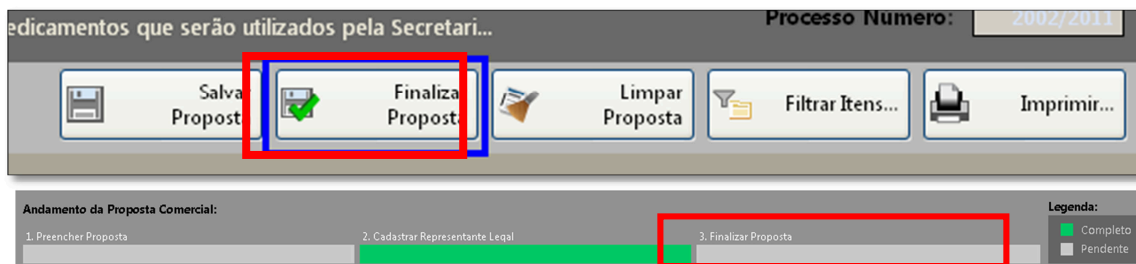 edicamentos que serão utilizados pela Secretari...
Processo Número: 2002/2011
Salva
Propost
Finaliza
Proposta
Limpar
Proposta
Filtrar Itens...
Imprimir...
Andamento da Proposta Comercial:
Legenda:
1. Preencher Proposta
2. Cadastrar Representante Legal
3. Finalizar Proposta
Completo
Pendente